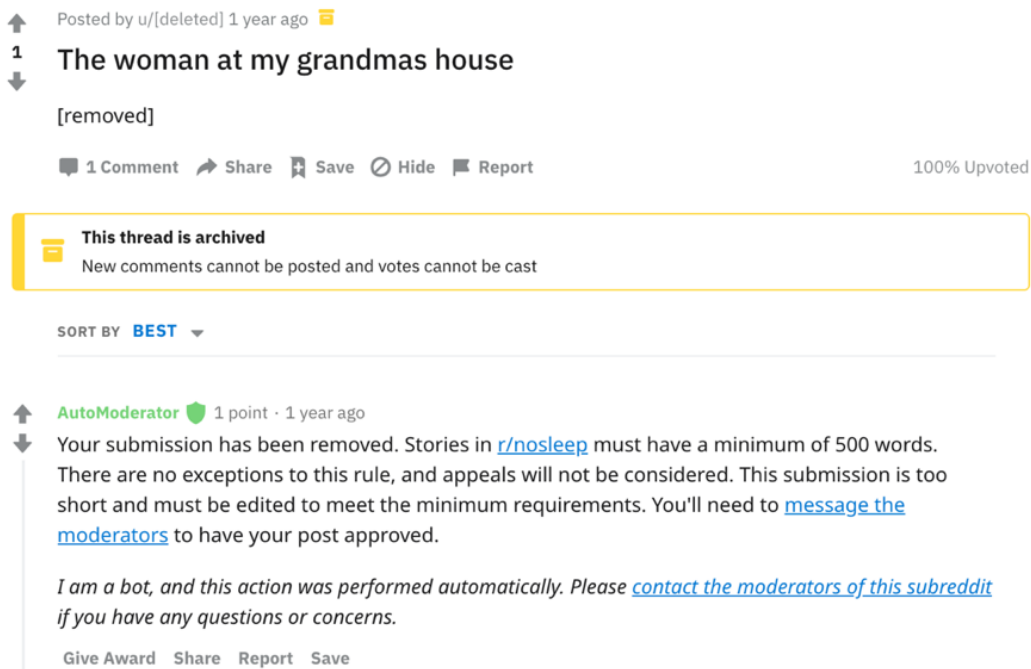 Posted by u/[deleted] 1 year ago
1
The woman at my grandmas house
[removed]
1 Comment Share Save Hide Report 100% Upvoted
This thread is archived
New comments cannot be posted and votes cannot be cast
SORT BY BEST
AutoModerator 1 point · 1 year ago
Your submission has been removed. Stories in r/nosleep must have a minimum of 500 words.
There are no exceptions to this rule, and appeals will not be considered. This submission is too
short and must be edited to meet the minimum requirements. You'll need to message the
moderators to have your post approved.
I am a bot, and this action was performed automatically. Please contact the moderators of this subreddit
if you have any questions or concerns.
Give Award Share Report Save